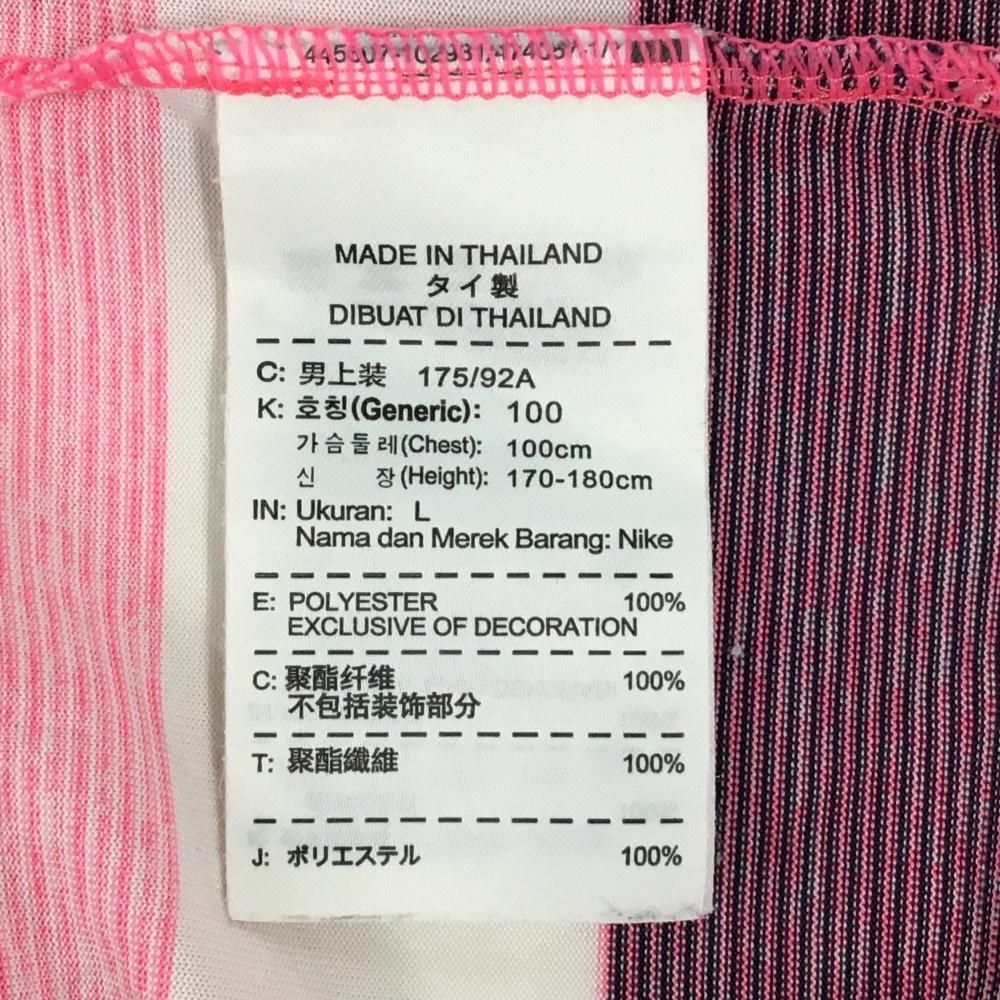 MADE IN THAILAND
タイ製
DIBUAT DI THAILAND
C: 男上装 175/92A
K: 호칭(Generic): 100
가슴둘레(Chest): 100cm
신 장(Height): 170-180cm
IN: Ukuran: L
Nama dan Merek Barang: Nike
E: POLYESTER 100%
EXCLUSIVE OF DECORATION
C: 聚酯纤维 100%
不包括装饰部分
T: 聚酯纖維 100%
J: ポリエステル 100%